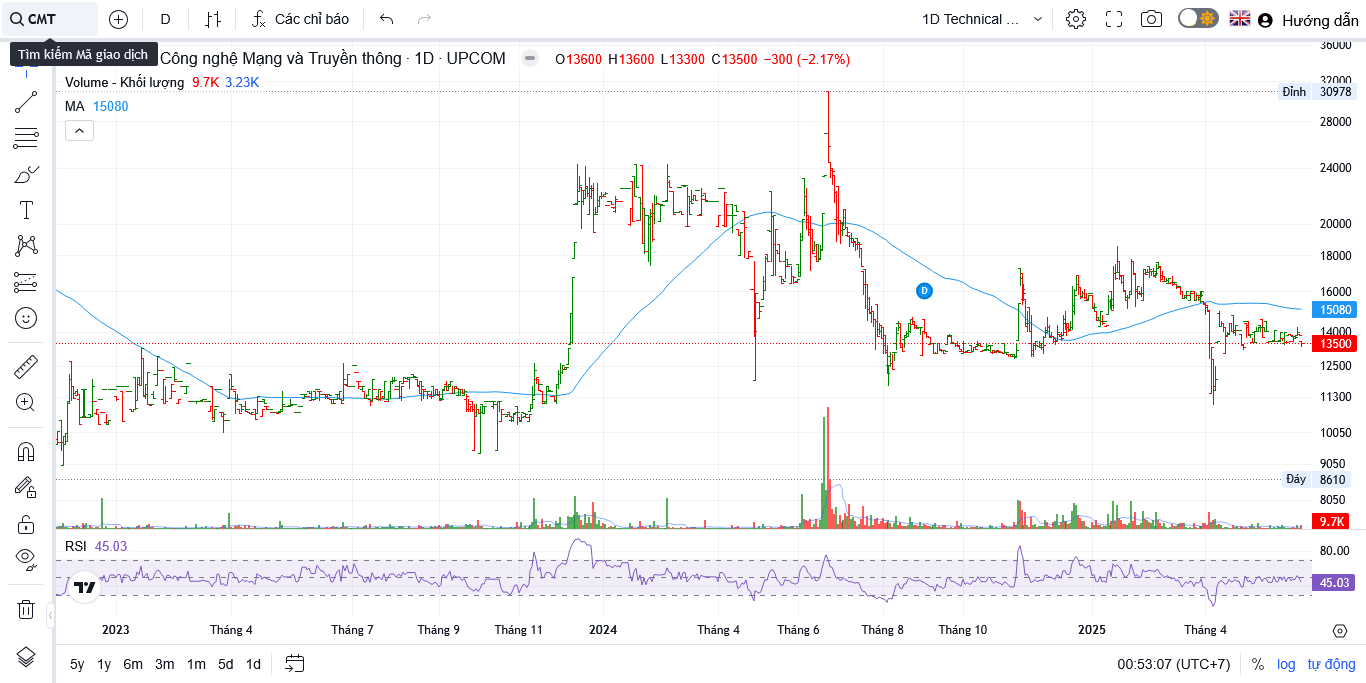 CMT D Các chỉ báo 1D Technical ... Hướng dẫn
Tìm kiếm Mã giao dịch
Công nghệ Mạng và Truyền thông · 1D · UPCOM O13600 H13600 L13300 C13500 −300 (−2.17%)
Volume - Khối lượng 9.7K 3.23K
MA 15080
36000
32000
Đỉnh 30978
28000
24000
20000
18000
16000
15080
14000
13500
12500
11300
10050
9050
Đáy 8610
8050
9.7K
D
RSI 45.03
80.00
45.03
2023 Tháng 4 Tháng 7 Tháng 9 Tháng 11 2024 Tháng 4 Tháng 6 Tháng 8 Tháng 10 2025 Tháng 4
5y 1y 6m 3m 1m 5d 1d 00:53:07 (UTC+7) % log tự động